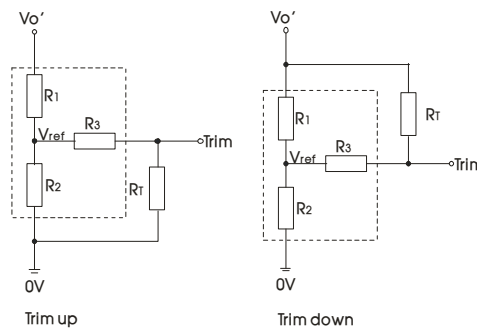 Vo'
R1
Vref
R3
Trim
R2
RT
0V
Trim up
Vo'
R1
RT
Vref
R3
Trim
R2
0V
Trim down